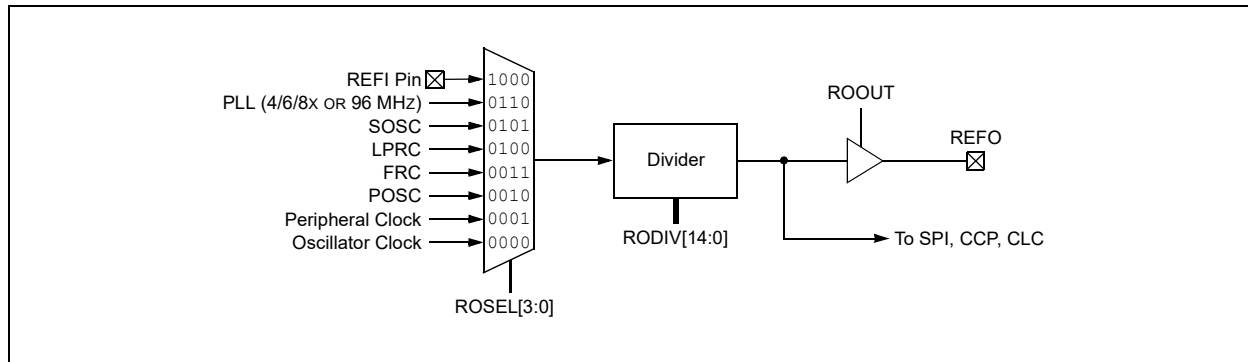 REFI Pin
1000
PLL (4/6/8X OR 96 MHZ)
0110
SOSC
0101
LPRC
0100
FRC
0011
POSC
0010
Peripheral Clock
0001
Oscillator Clock
0000
ROSEL[3:0]
Divider
RODIV[14:0]
ROOUT
REFO
To SPI, CCP, CLC